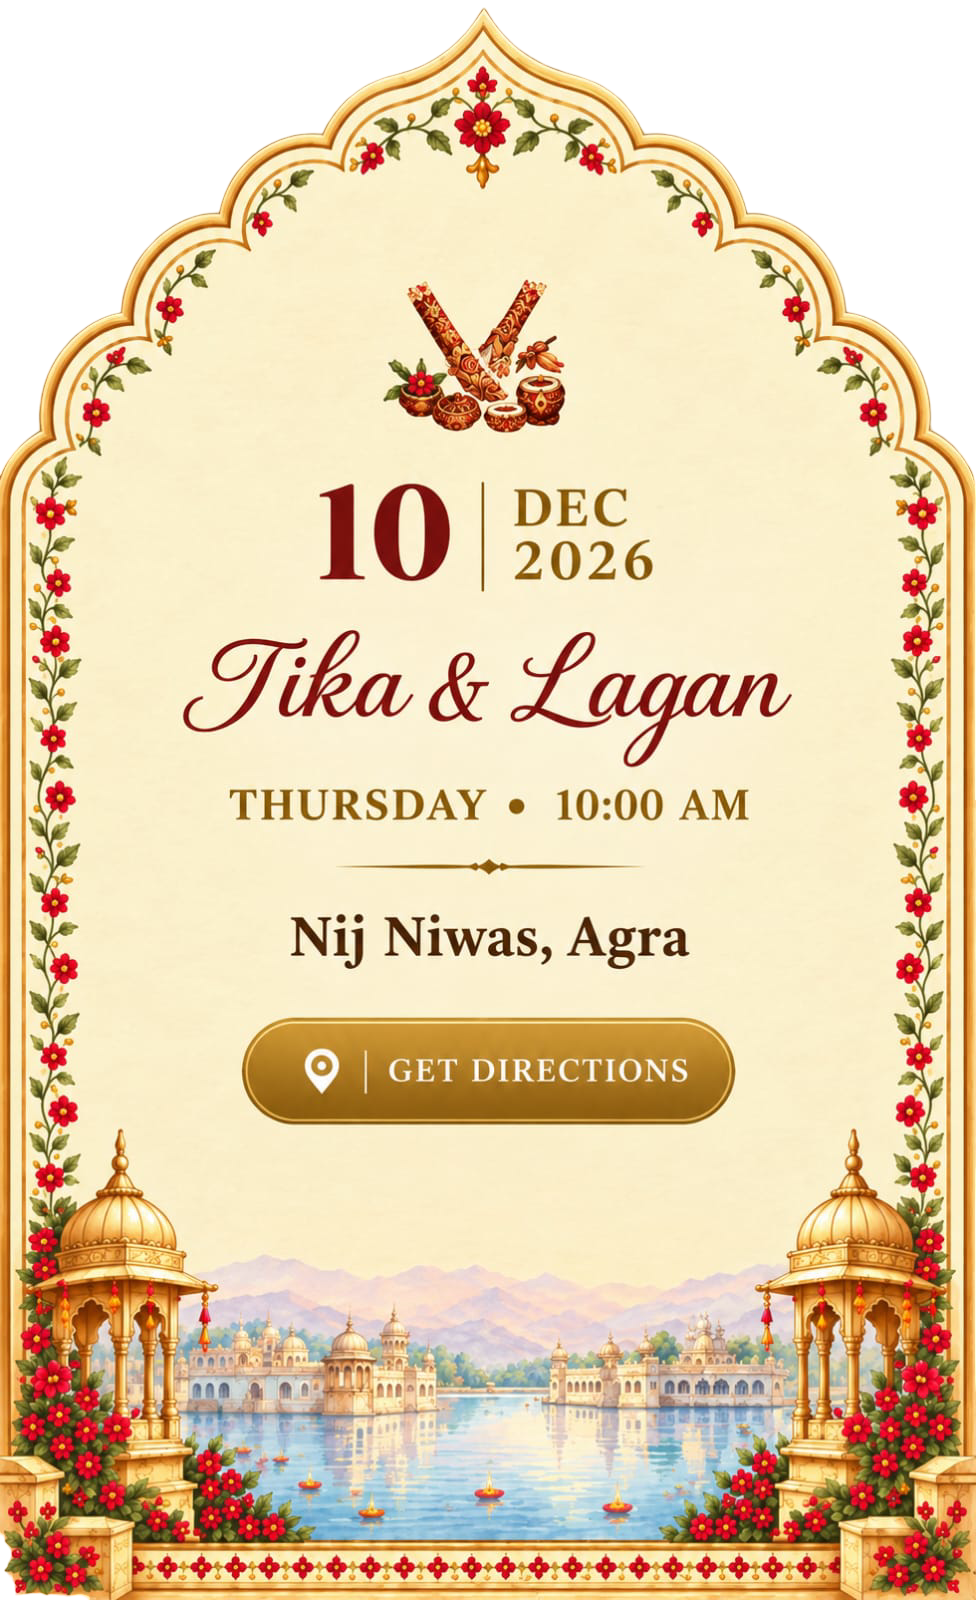 10
DEC
2026
Tika & Lagan
THURSDAY • 10:00 AM
Nij Niwas, Agra
GET DIRECTIONS